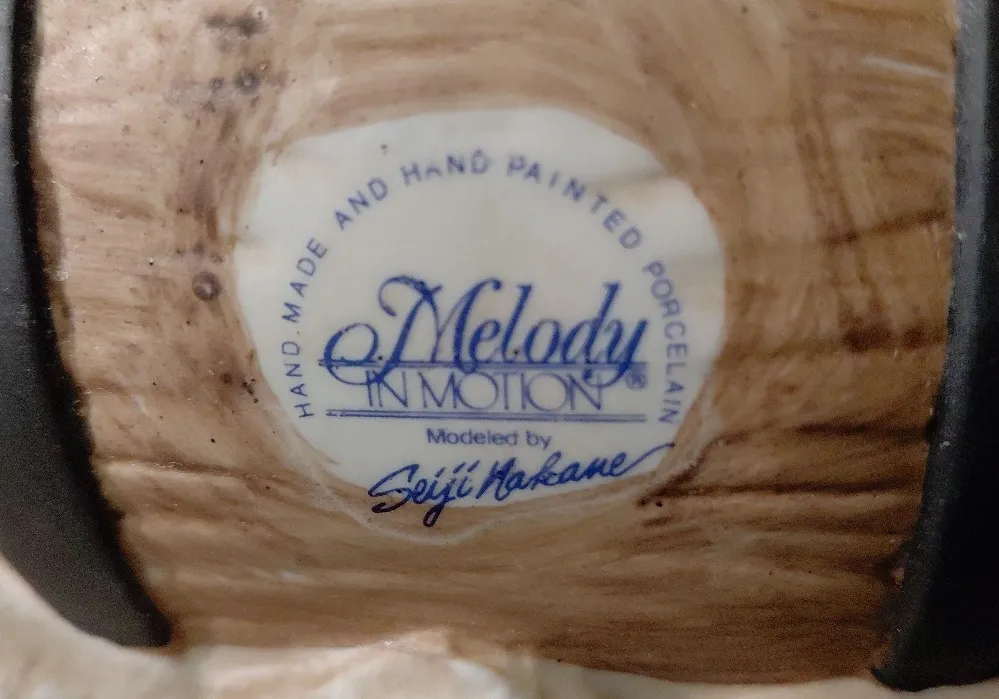 HAND MADE AND HAND PAINTED PORCELAIN
Melody
IN MOTION®
Modeled by
Seiji Nakane